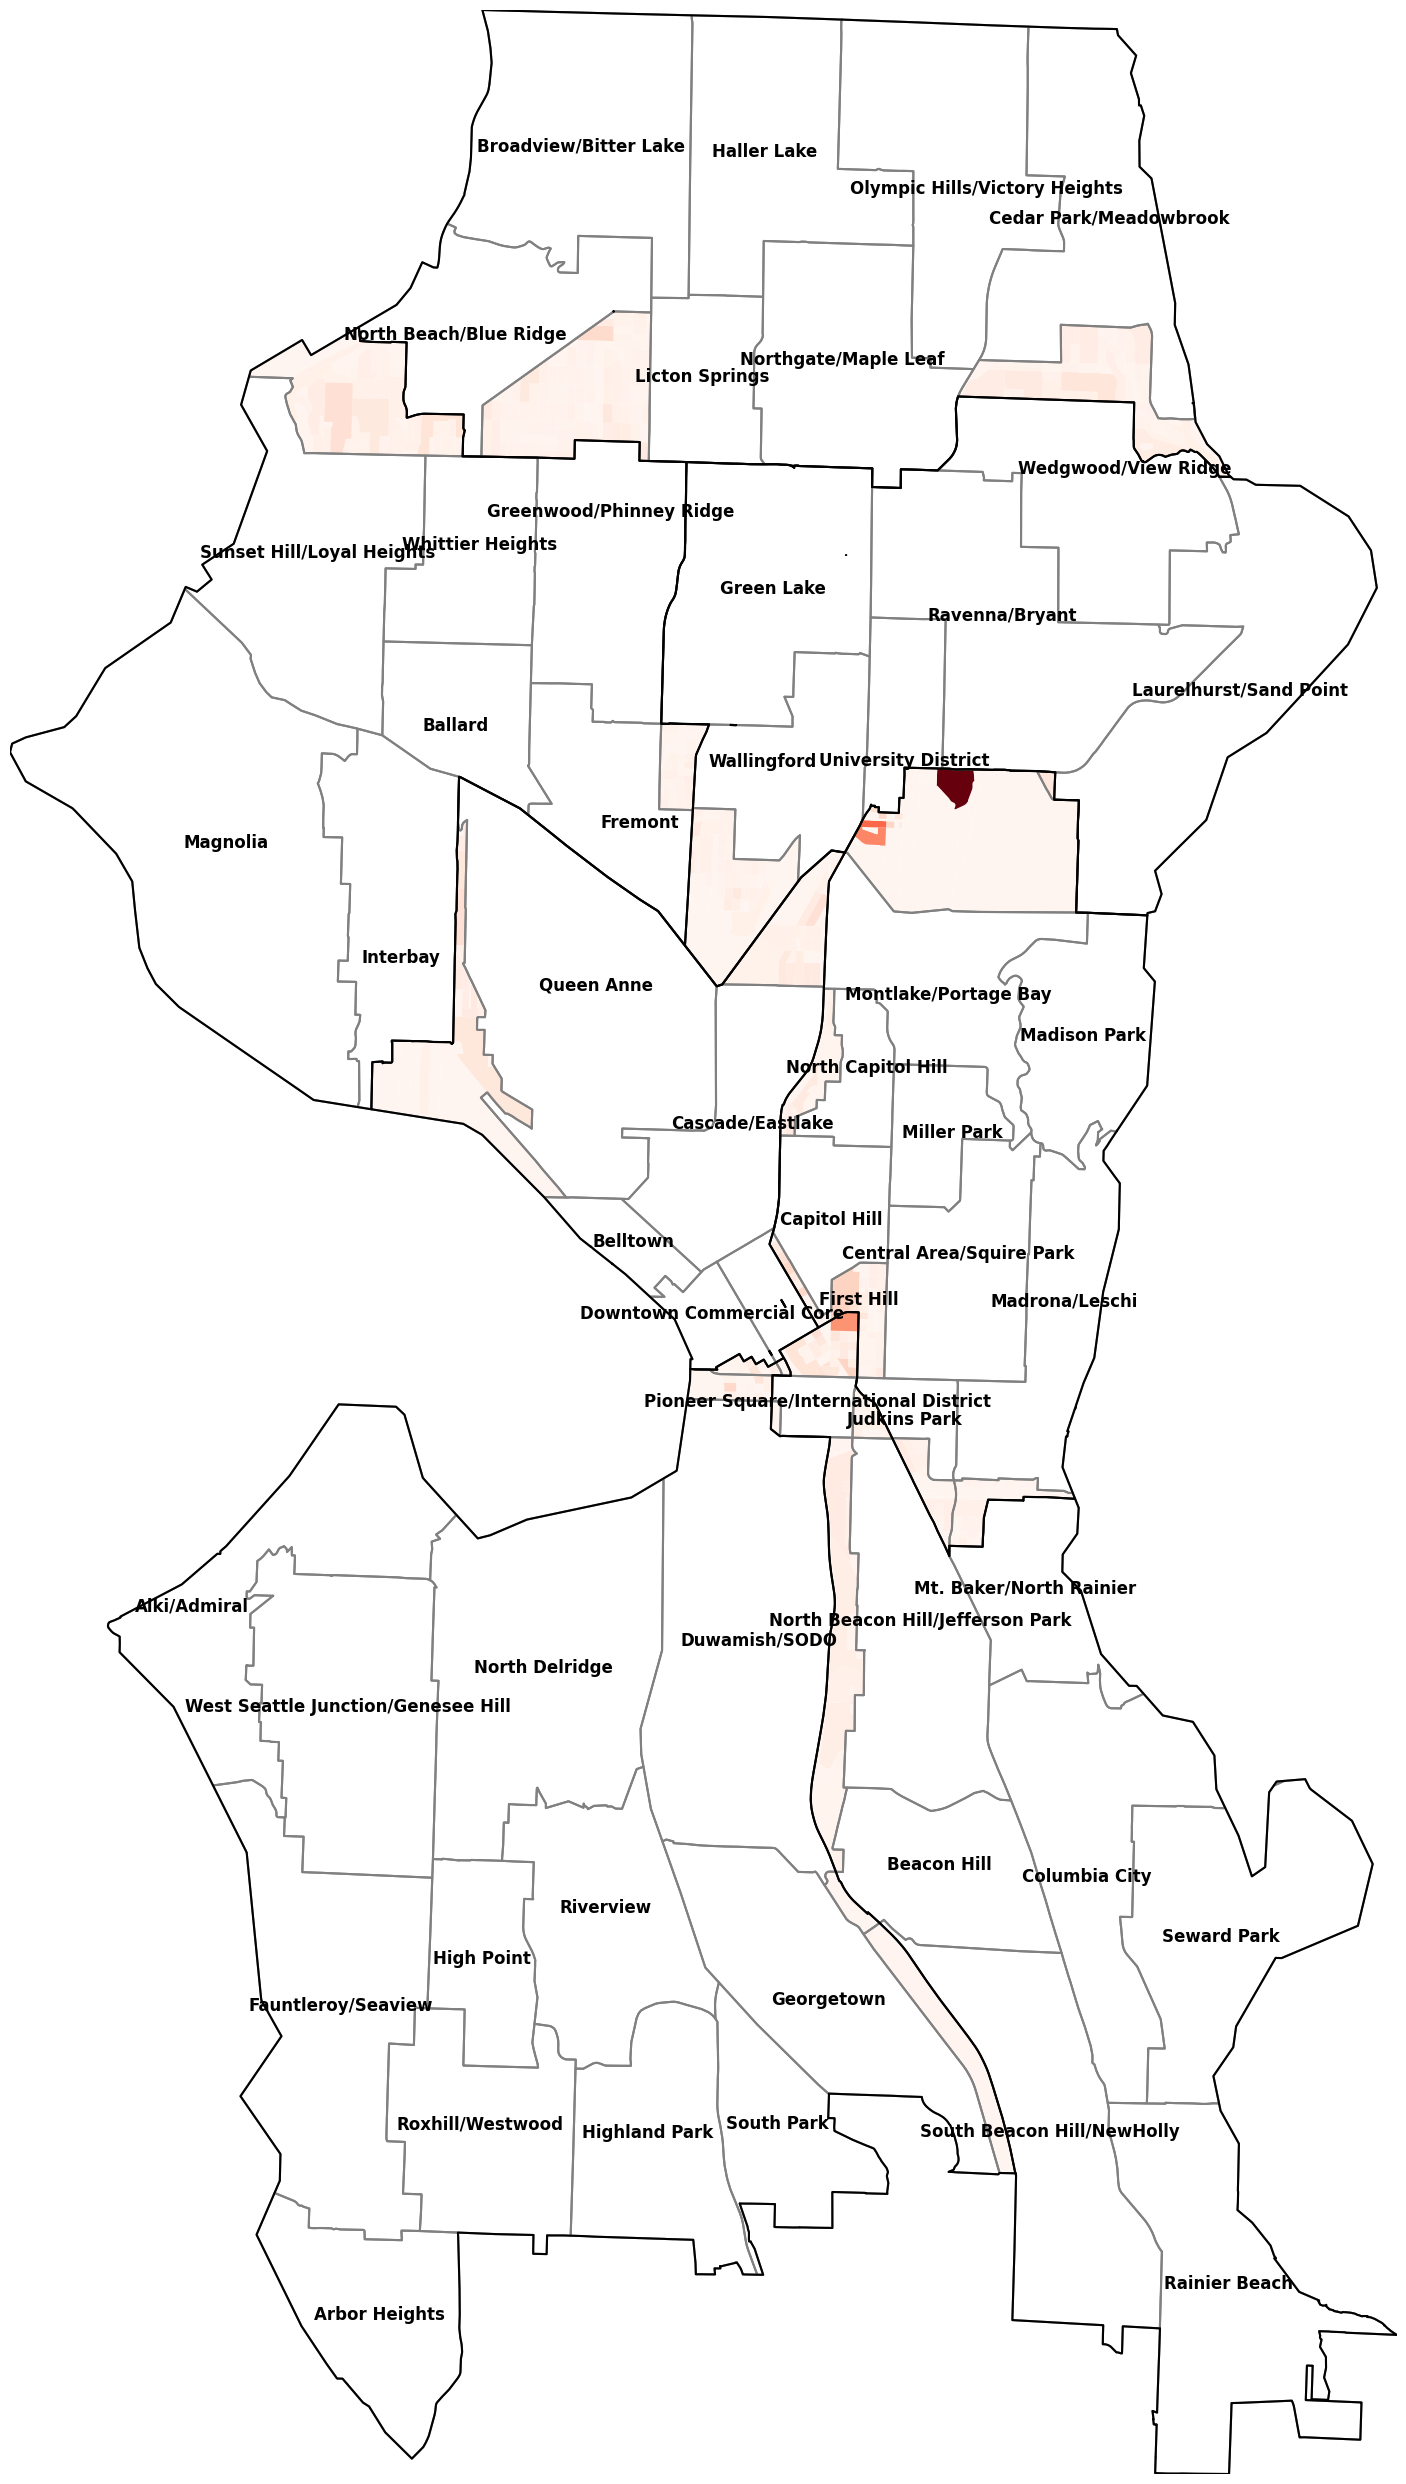 Broadview/Bitter Lake
Haller Lake
Olympic Hills/Victory Heights
Cedar Park/Meadowbrook
North Beach/Blue Ridge
Northgate/Maple Leaf
Licton Springs
Wedgwood/View Ridge
Greenwood/Phinney Ridge
Whittier Heights
Sunset Hill/Loyal Heights
Green Lake
Ravenna/Bryant
Laurelhurst/Sand Point
Ballard
Wallingford
University District
Fremont
Magnolia
Interbay
Queen Anne
Montlake/Portage Bay
Madison Park
North Capitol Hill
Cascade/Eastlake
Miller Park
Capitol Hill
Belltown
Central Area/Squire Park
First Hill
Madrona/Leschi
Downtown Commercial Core
Pioneer Square/International District
Judkins Park
Mt. Baker/North Rainier
Alki/Admiral
North Beacon Hill/Jefferson Park
Duwamish/SODO
North Delridge
West Seattle Junction/Genesee Hill
Beacon Hill
Columbia City
Riverview
Seward Park
High Point
Georgetown
Fauntleroy/Seaview
Roxhill/Westwood
South Park
Highland Park
South Beacon Hill/NewHolly
Rainier Beach
Arbor Heights